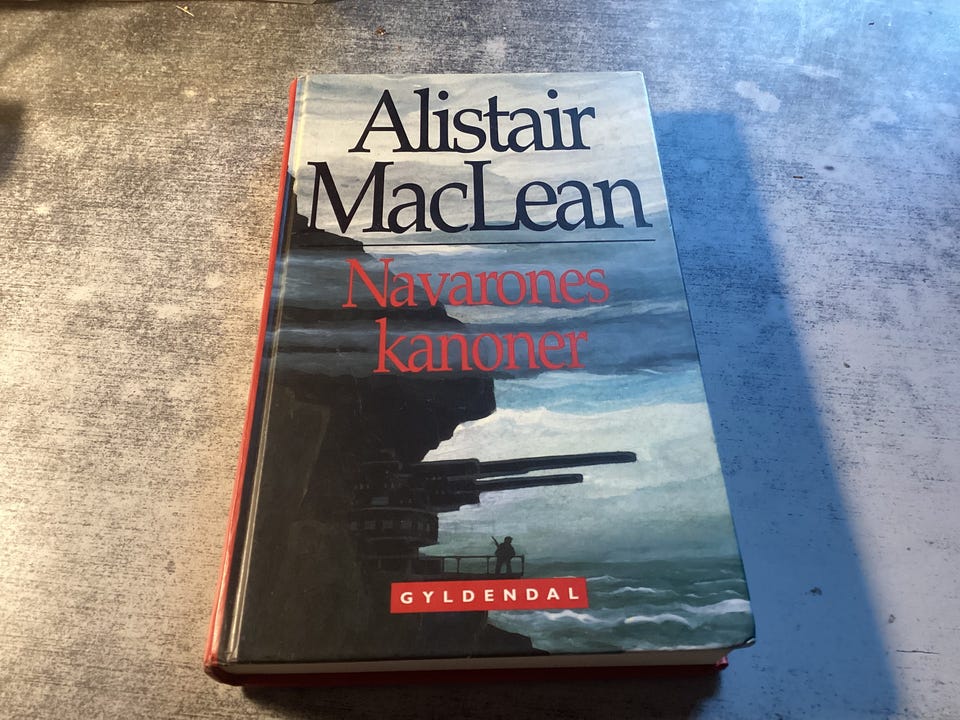 Alistair
MacLean
Navarones
kanoner
GYLDENDAL